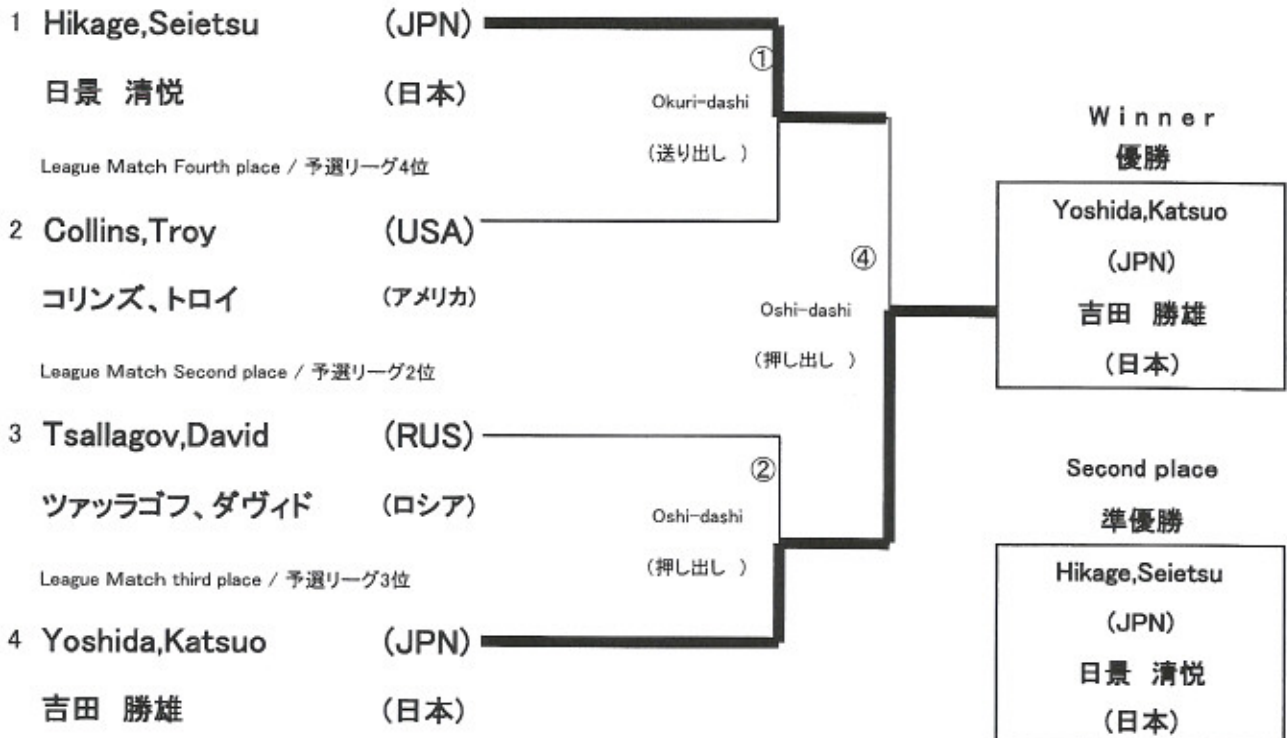 1 Hikage,Seietsu (JPN)
日景 清悦 (日本)
①
Okuri-dashi
(送り出し )
League Match Fourth place / 予選リーグ4位
2 Collins,Troy (USA)
コリンズ、トロイ (アメリカ)
④
Oshi-dashi
(押し出し )
League Match Second place / 予選リーグ2位
3 Tsallagov,David (RUS)
ツァッラゴフ、ダヴィド (ロシア)
②
Oshi-dashi
(押し出し )
League Match third place / 予選リーグ3位
4 Yoshida,Katsuo (JPN)
吉田 勝雄 (日本)
Winner
優勝
Yoshida,Katsuo
(JPN)
吉田 勝雄
(日本)
Second place
準優勝
Hikage,Seietsu
(JPN)
日景 清悦
(日本)